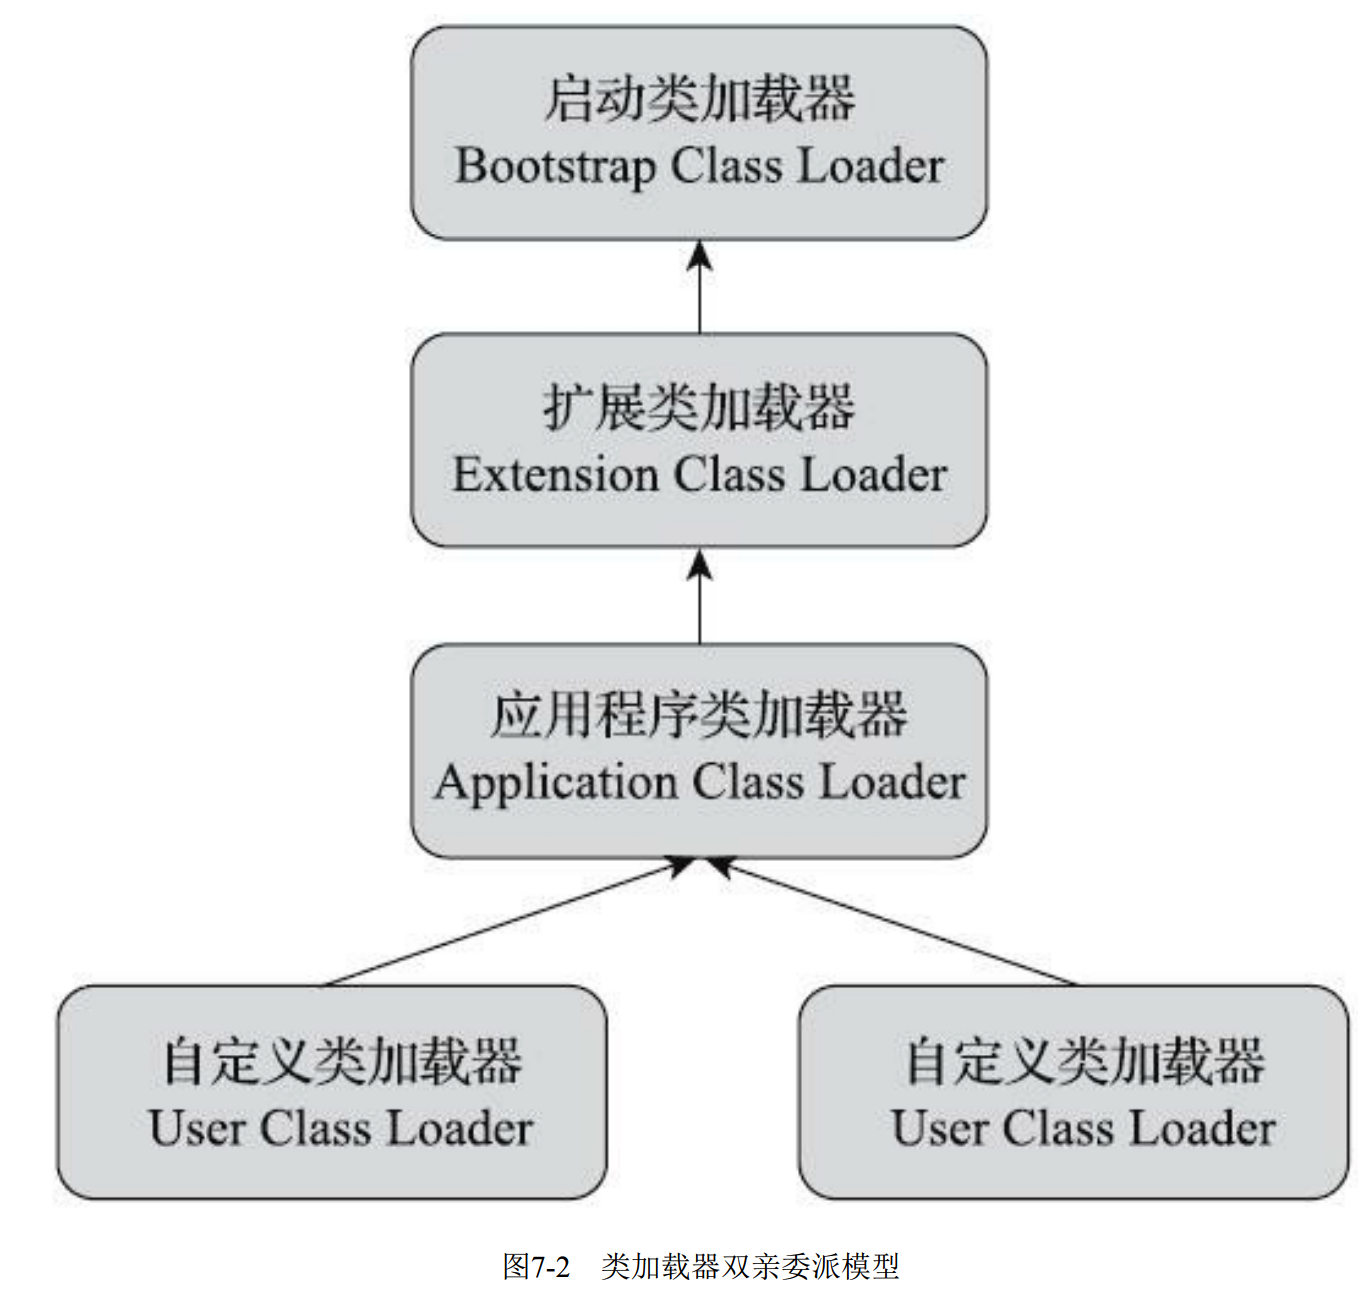 启动类加载器
Bootstrap Class Loader
扩展类加载器
Extension Class Loader
应用程序类加载器
Application Class Loader
自定义类加载器
User Class Loader
自定义类加载器
User Class Loader
图7-2 类加载器双亲委派模型